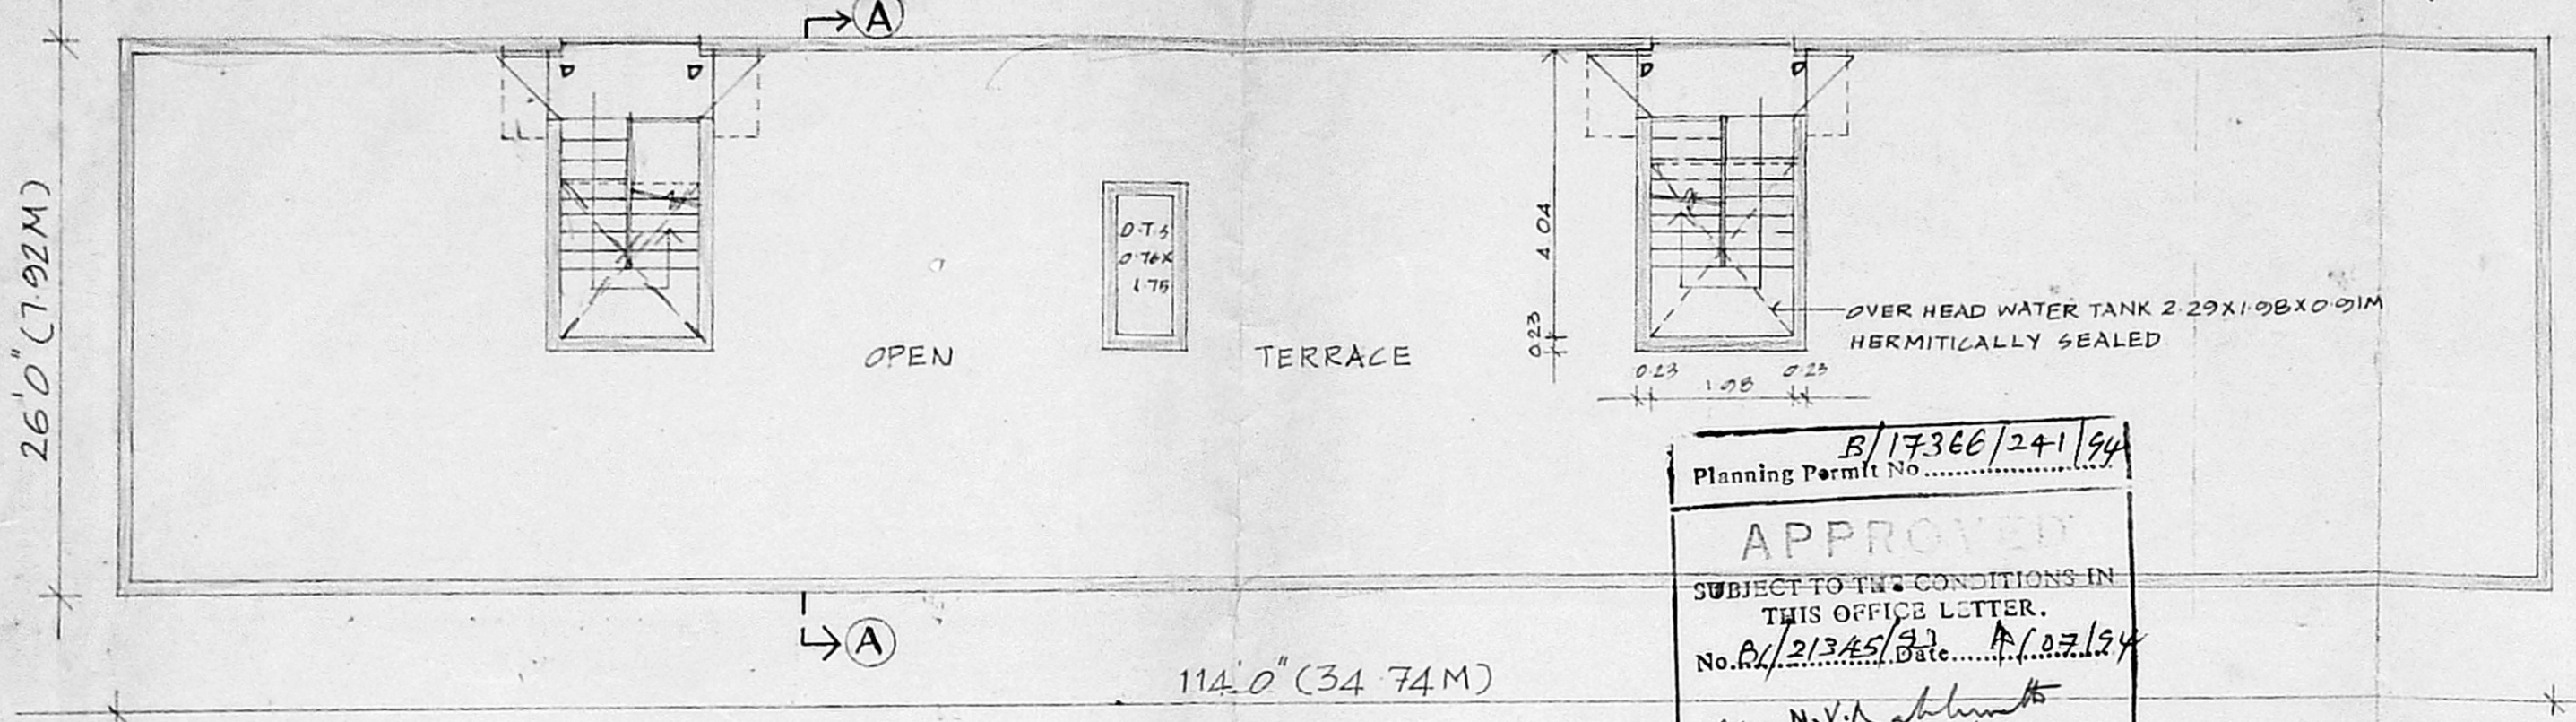 A
D
D
D
D
26'0" (7.92M)
O.T.S
0.76X
1.75
4.04
0.23
OPEN
TERRACE
OVER HEAD WATER TANK 2.29X1.98X0.91M
HERMITICALLY SEALED
0.23
1.98
0.23
B/17366/241/94
Planning Permit No
APPROVED
SUBJECT TO THE CONDITIONS IN
THIS OFFICE LETTER.
No. B1/21345/93 Date /07/94
A
114'0" (34.74M)
N.V.